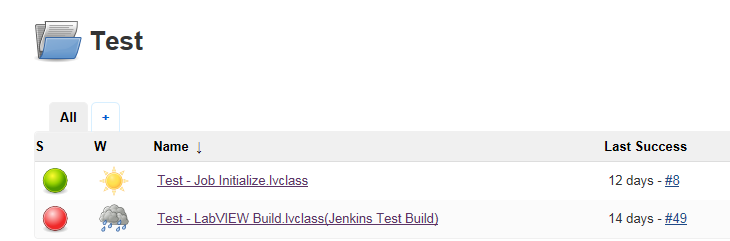 Test
All +
S W Name ↓ Last Success
Test - Job Initialize.lvclass 12 days - #8
Test - LabVIEW Build.lvclass(Jenkins Test Build) 14 days - #49